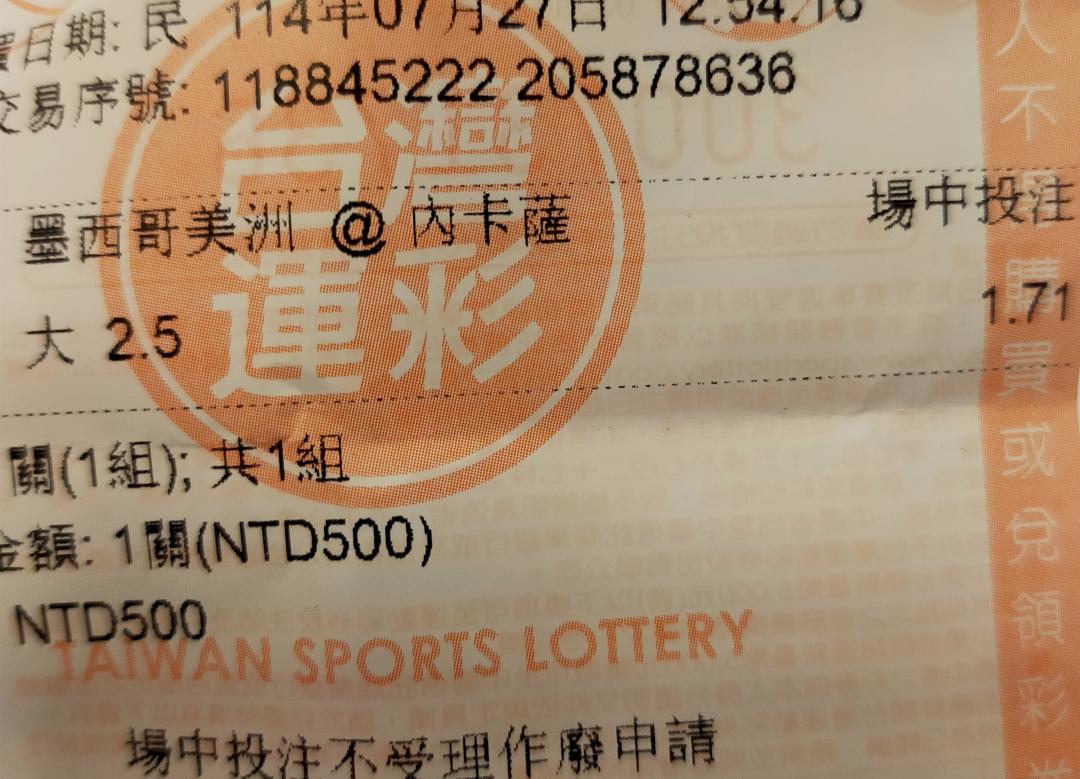 買日期: 民 114年07月27日 12:54:16
交易序號: 118845222 205878636
台灣運彩
墨西哥美洲 @ 內卡薩 場中投注
大 2.5 1.71
關(1組); 共1組
金額: 1關(NTD500)
NTD500
TAIWAN SPORTS LOTTERY
場中投注不受理作廢申請
人不得購買或兌領彩券